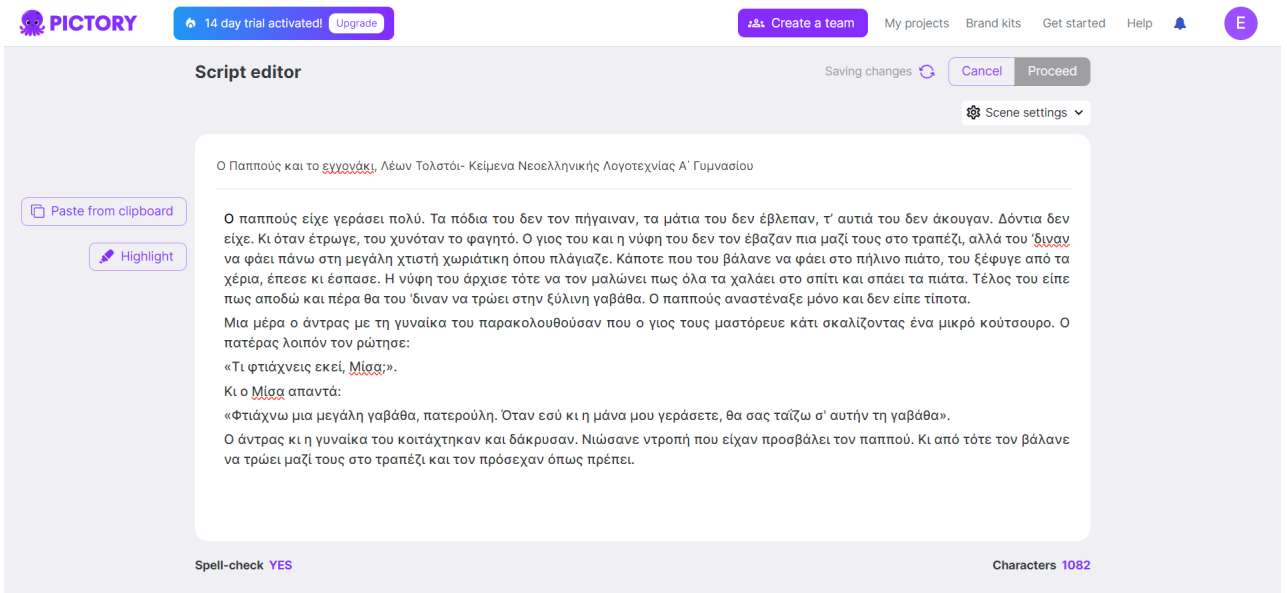 PICTORY
14 day trial activated! Upgrade
Create a team
My projects
Brand kits
Get started
Help
E
Script editor
Saving changes
Cancel
Proceed
Scene settings
Ο Παππούς και το εγγονάκι, Λέων Τολστόι- Κείμενα Νεοελληνικής Λογοτεχνίας Α΄ Γυμνασίου
Paste from clipboard
Highlight
Ο παππούς είχε γεράσει πολύ. Τα πόδια του δεν τον πήγαιναν, τα μάτια του δεν έβλεπαν, τ’ αυτιά του δεν άκουγαν. Δόντια δεν
είχε. Κι όταν έτρωγε, του χυνόταν το φαγητό. Ο γιος του και η νύφη του δεν τον έβαζαν πια μαζί τους στο τραπέζι, αλλά του ’διναν
να φάει πάνω στη μεγάλη χτιστή χωριάτικη όπου πλάγιαζε. Κάποτε που του βάλανε να φάει στο πήλινο πιάτο, του ξέφυγε από τα
χέρια, έπεσε κι έσπασε. Η νύφη του άρχισε τότε να τον μαλώνει πως όλα τα χαλάει στο σπίτι και σπάει τα πιάτα. Τέλος του είπε
πως αποδώ και πέρα θα του 'διναν να τρώει στην ξύλινη γαβάθα. Ο παππούς αναστέναξε μόνο και δεν είπε τίποτα.
Μια μέρα ο άντρας με τη γυναίκα του παρακολουθούσαν που ο γιος τους μαστόρευε κάτι σκαλίζοντας ένα μικρό κούτσουρο. Ο
πατέρας λοιπόν τον ρώτησε:
«Τι φτιάχνεις εκεί, Μίσα;».
Κι ο Μίσα απαντά:
«Φτιάχνω μια μεγάλη γαβάθα, πατερούλη. Όταν εσύ κι η μάνα μου γεράσετε, θα σας ταΐζω σ' αυτήν τη γαβάθα».
Ο άντρας κι η γυναίκα του κοιτάχτηκαν και δάκρυσαν. Νιώσανε ντροπή που είχαν προσβάλει τον παππού. Κι από τότε τον βάλανε
να τρώει μαζί τους στο τραπέζι και τον πρόσεχαν όπως πρέπει.
Spell-check YES
Characters 1082